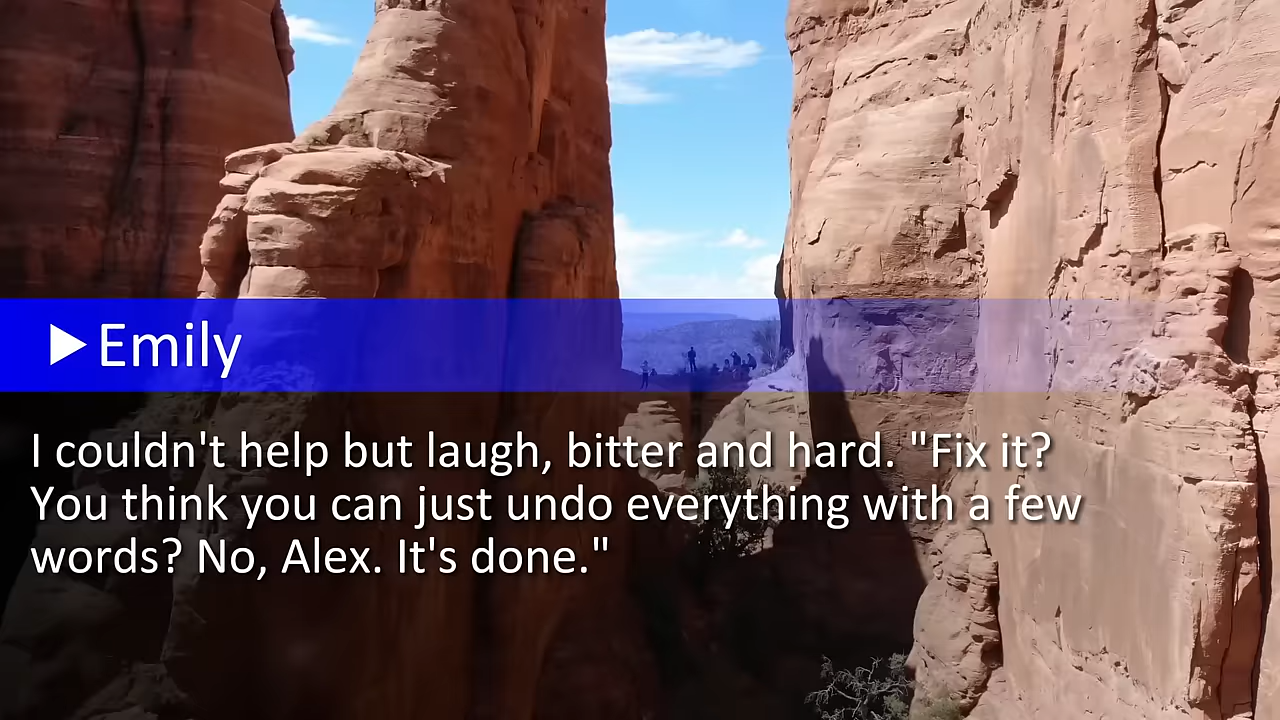 ▶Emily
I couldn't help but laugh, bitter and hard. "Fix it?
You think you can just undo everything with a few
words? No, Alex. It's done."